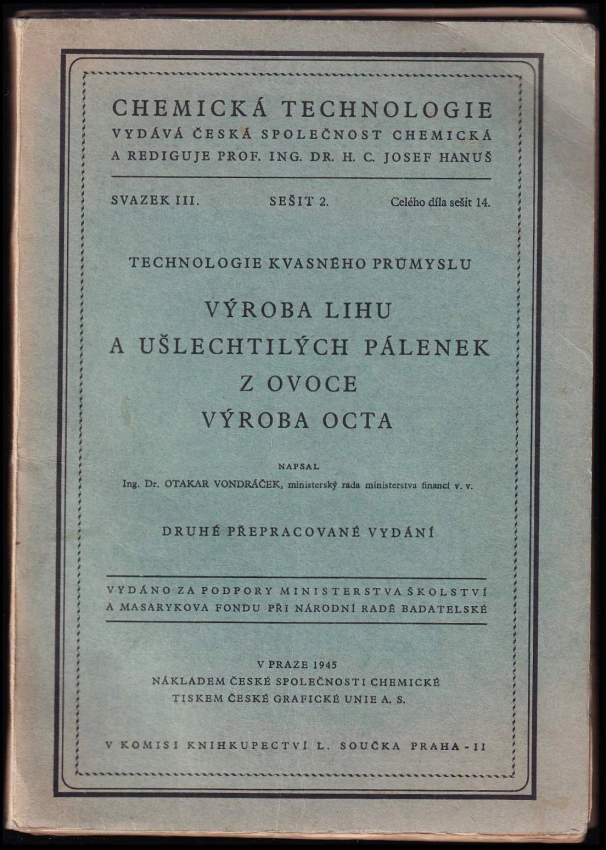 CHEMICKÁ TECHNOLOGIE
VYDÁVÁ ČESKÁ SPOLEČNOST CHEMICKÁ
A REDIGUJE PROF. ING. DR. H. C. JOSEF HANUŠ
SVAZEK III. SEŠIT 2. Celého díla sešit 14.
TECHNOLOGIE KVASNÉHO PRŮMYSLU
VÝROBA LIHU
A UŠLECHTILÝCH PÁLENEK
Z OVOCE
VÝROBA OCTA
NAPSAL
Ing. Dr. OTAKAR VONDRÁČEK, ministerský rada ministerstva financí v. v.
DRUHÉ PŘEPRACOVANÉ VYDÁNÍ
VYDÁNO ZA PODPORY MINISTERSTVA ŠKOLSTVÍ
A MASARYKOVA FONDU PŘI NÁRODNÍ RADĚ BADATELSKÉ
V PRAZE 1945
NÁKLADEM ČESKÉ SPOLEČNOSTI CHEMICKÉ
TISKEM ČESKÉ GRAFICKÉ UNIE A. S.
V KOMISI KNIHKUPECTVÍ L. SOUČKA PRAHA - II